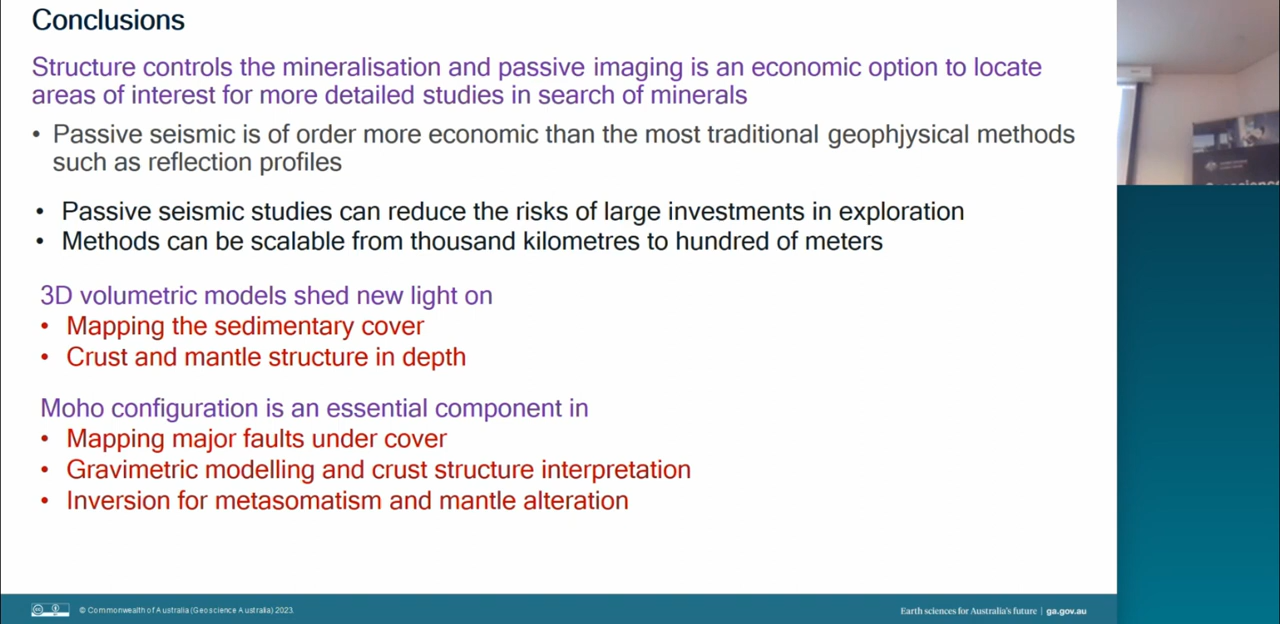 Conclusions
Structure controls the mineralisation and passive imaging is an economic option to locate
areas of interest for more detailed studies in search of minerals
• Passive seismic is of order more economic than the most traditional geophjysical methods
such as reflection profiles
• Passive seismic studies can reduce the risks of large investments in exploration
• Methods can be scalable from thousand kilometres to hundred of meters
3D volumetric models shed new light on
• Mapping the sedimentary cover
• Crust and mantle structure in depth
Moho configuration is an essential component in
• Mapping major faults under cover
• Gravimetric modelling and crust structure interpretation
• Inversion for metasomatism and mantle alteration
© Commonwealth of Australia (Geoscience Australia) 2023.
Earth sciences for Australia's future | ga.gov.au